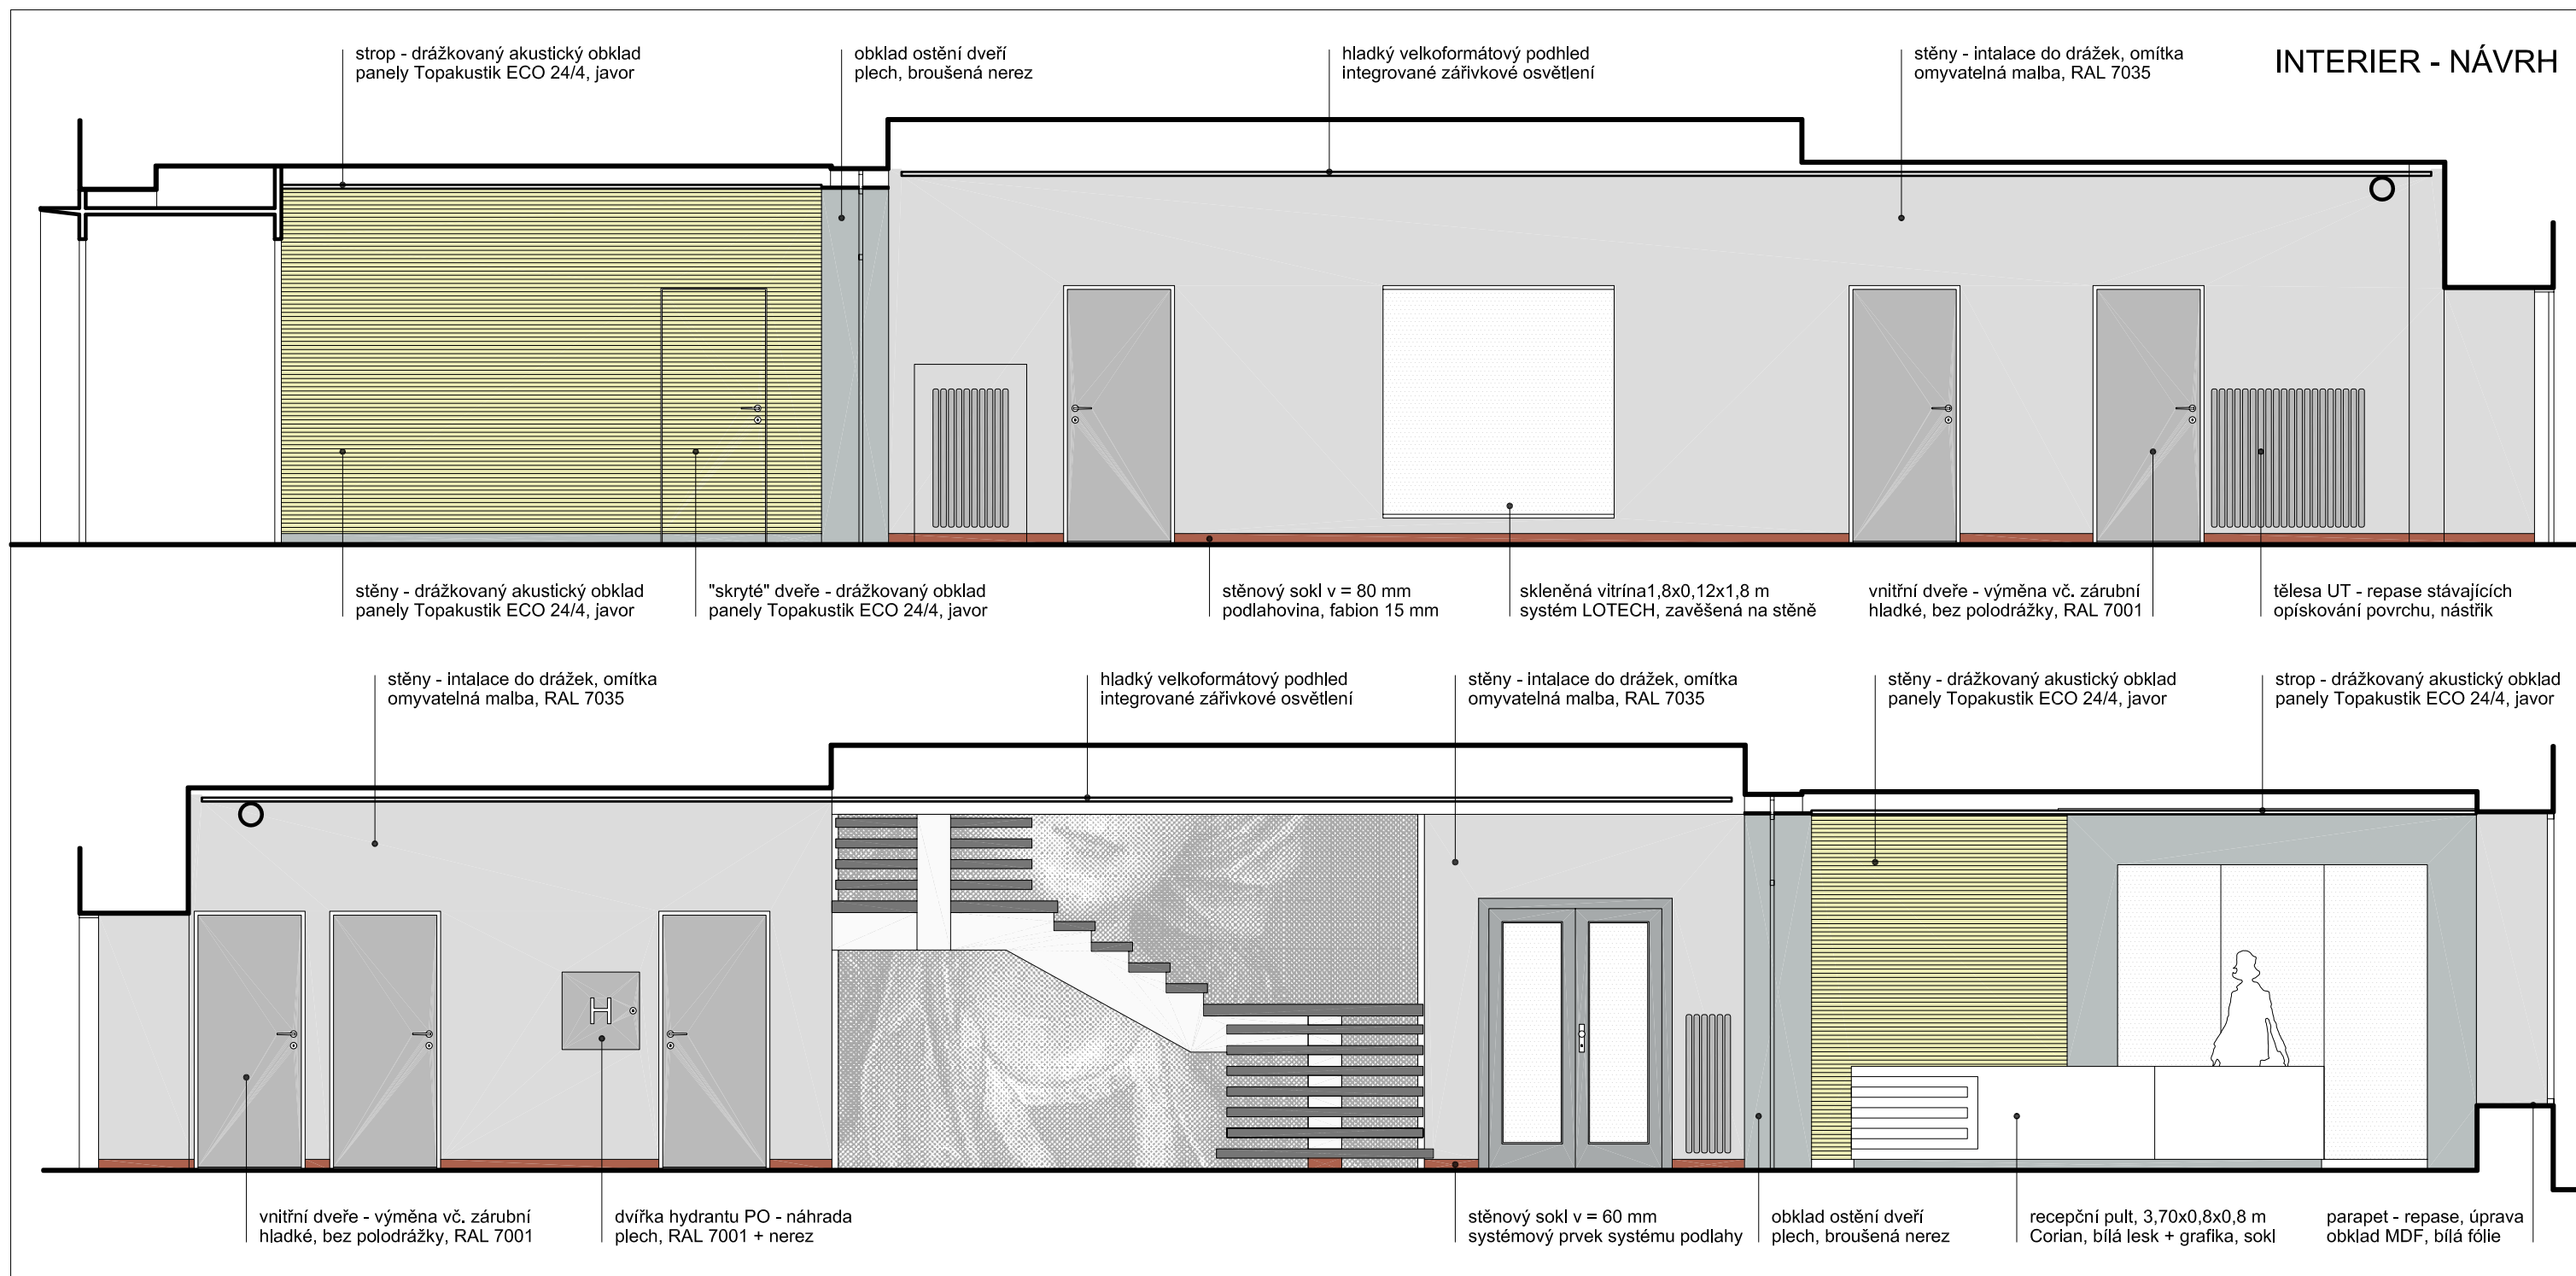 strop - drážkovaný akustický obklad
panely Topakustik ECO 24/4, javor
obklad ostění dveří
plech, broušená nerez
hladký velkoformátový podhled
integrované zářivkové osvětlení
stěny - intalace do drážek, omítka
omyvatelná malba, RAL 7035
INTERIER - NÁVRH
stěny - drážkovaný akustický obklad
panely Topakustik ECO 24/4, javor
"skryté" dveře - drážkovaný obklad
panely Topakustik ECO 24/4, javor
stěnový sokl v = 80 mm
podlahovina, fabion 15 mm
skleněná vitrína1,8x0,12x1,8 m
systém LOTECH, zavěšená na stěně
vnitřní dveře - výměna vč. zárubní
hladké, bez polodrážky, RAL 7001
tělesa UT - repase stávajících
opískování povrchu, nástřik
stěny - intalace do drážek, omítka
omyvatelná malba, RAL 7035
hladký velkoformátový podhled
integrované zářivkové osvětlení
stěny - intalace do drážek, omítka
omyvatelná malba, RAL 7035
stěny - drážkovaný akustický obklad
panely Topakustik ECO 24/4, javor
strop - drážkovaný akustický obklad
panely Topakustik ECO 24/4, javor
H
vnitřní dveře - výměna vč. zárubní
hladké, bez polodrážky, RAL 7001
dvířka hydrantu PO - náhrada
plech, RAL 7001 + nerez
stěnový sokl v = 60 mm
systémový prvek systému podlahy
obklad ostění dveří
plech, broušená nerez
recepční pult, 3,70x0,8x0,8 m
Corian, bílá lesk + grafika, sokl
parapet - repase, úprava
obklad MDF, bílá fólie